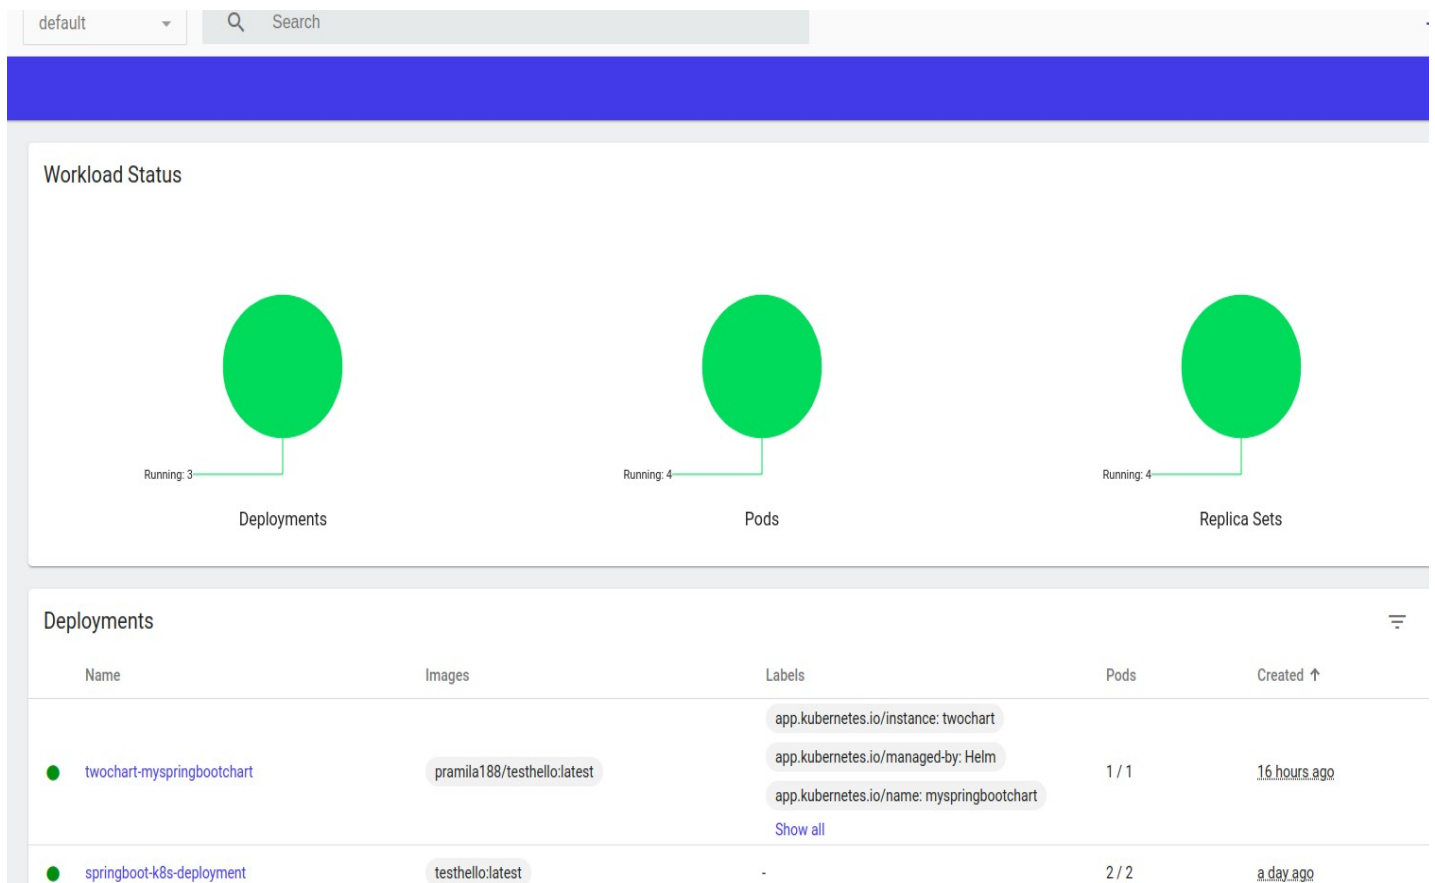 default Search
Workload Status
Running: 3 Running: 4 Running: 4
Deployments Pods Replica Sets
Deployments
Name Images Labels Pods Created
app.kubernetes.io/instance: twochart
app.kubernetes.io/managed-by: Helm
twochart-myspringbootchart pramila188/testhello:latest 1 / 1 16 hours ago
app.kubernetes.io/name: myspringbootchart
Show all
springboot-k8s-deployment testhello:latest - 2 / 2 a day ago